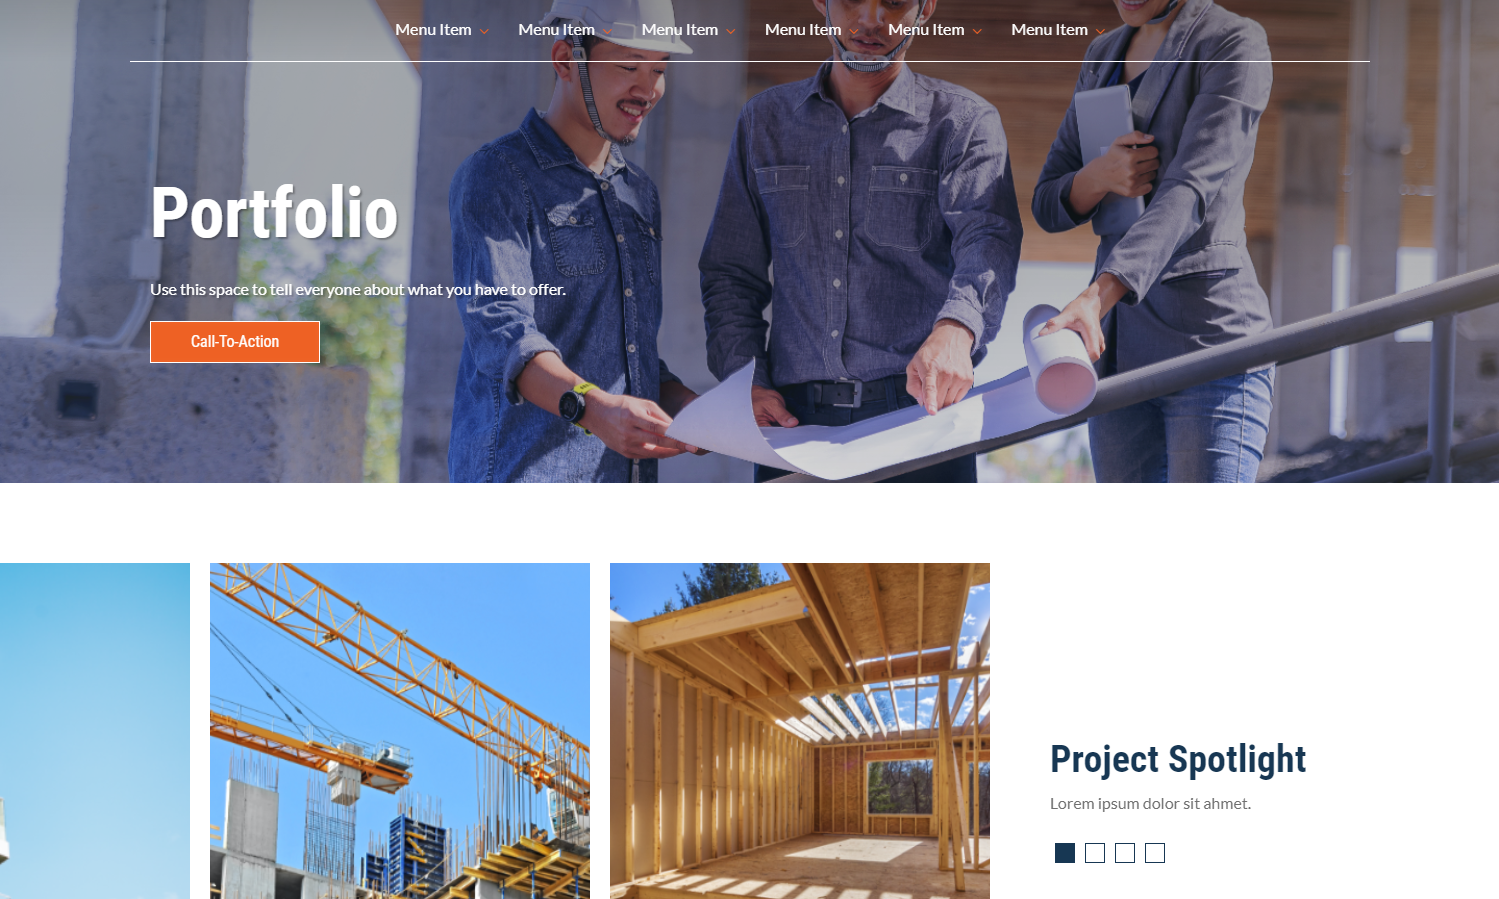 Menu Item Menu Item Menu Item Menu Item Menu Item Menu Item
Portfolio
Use this space to tell everyone about what you have to offer.
Call-To-Action
Project Spotlight
Lorem ipsum dolor sit ahmet.